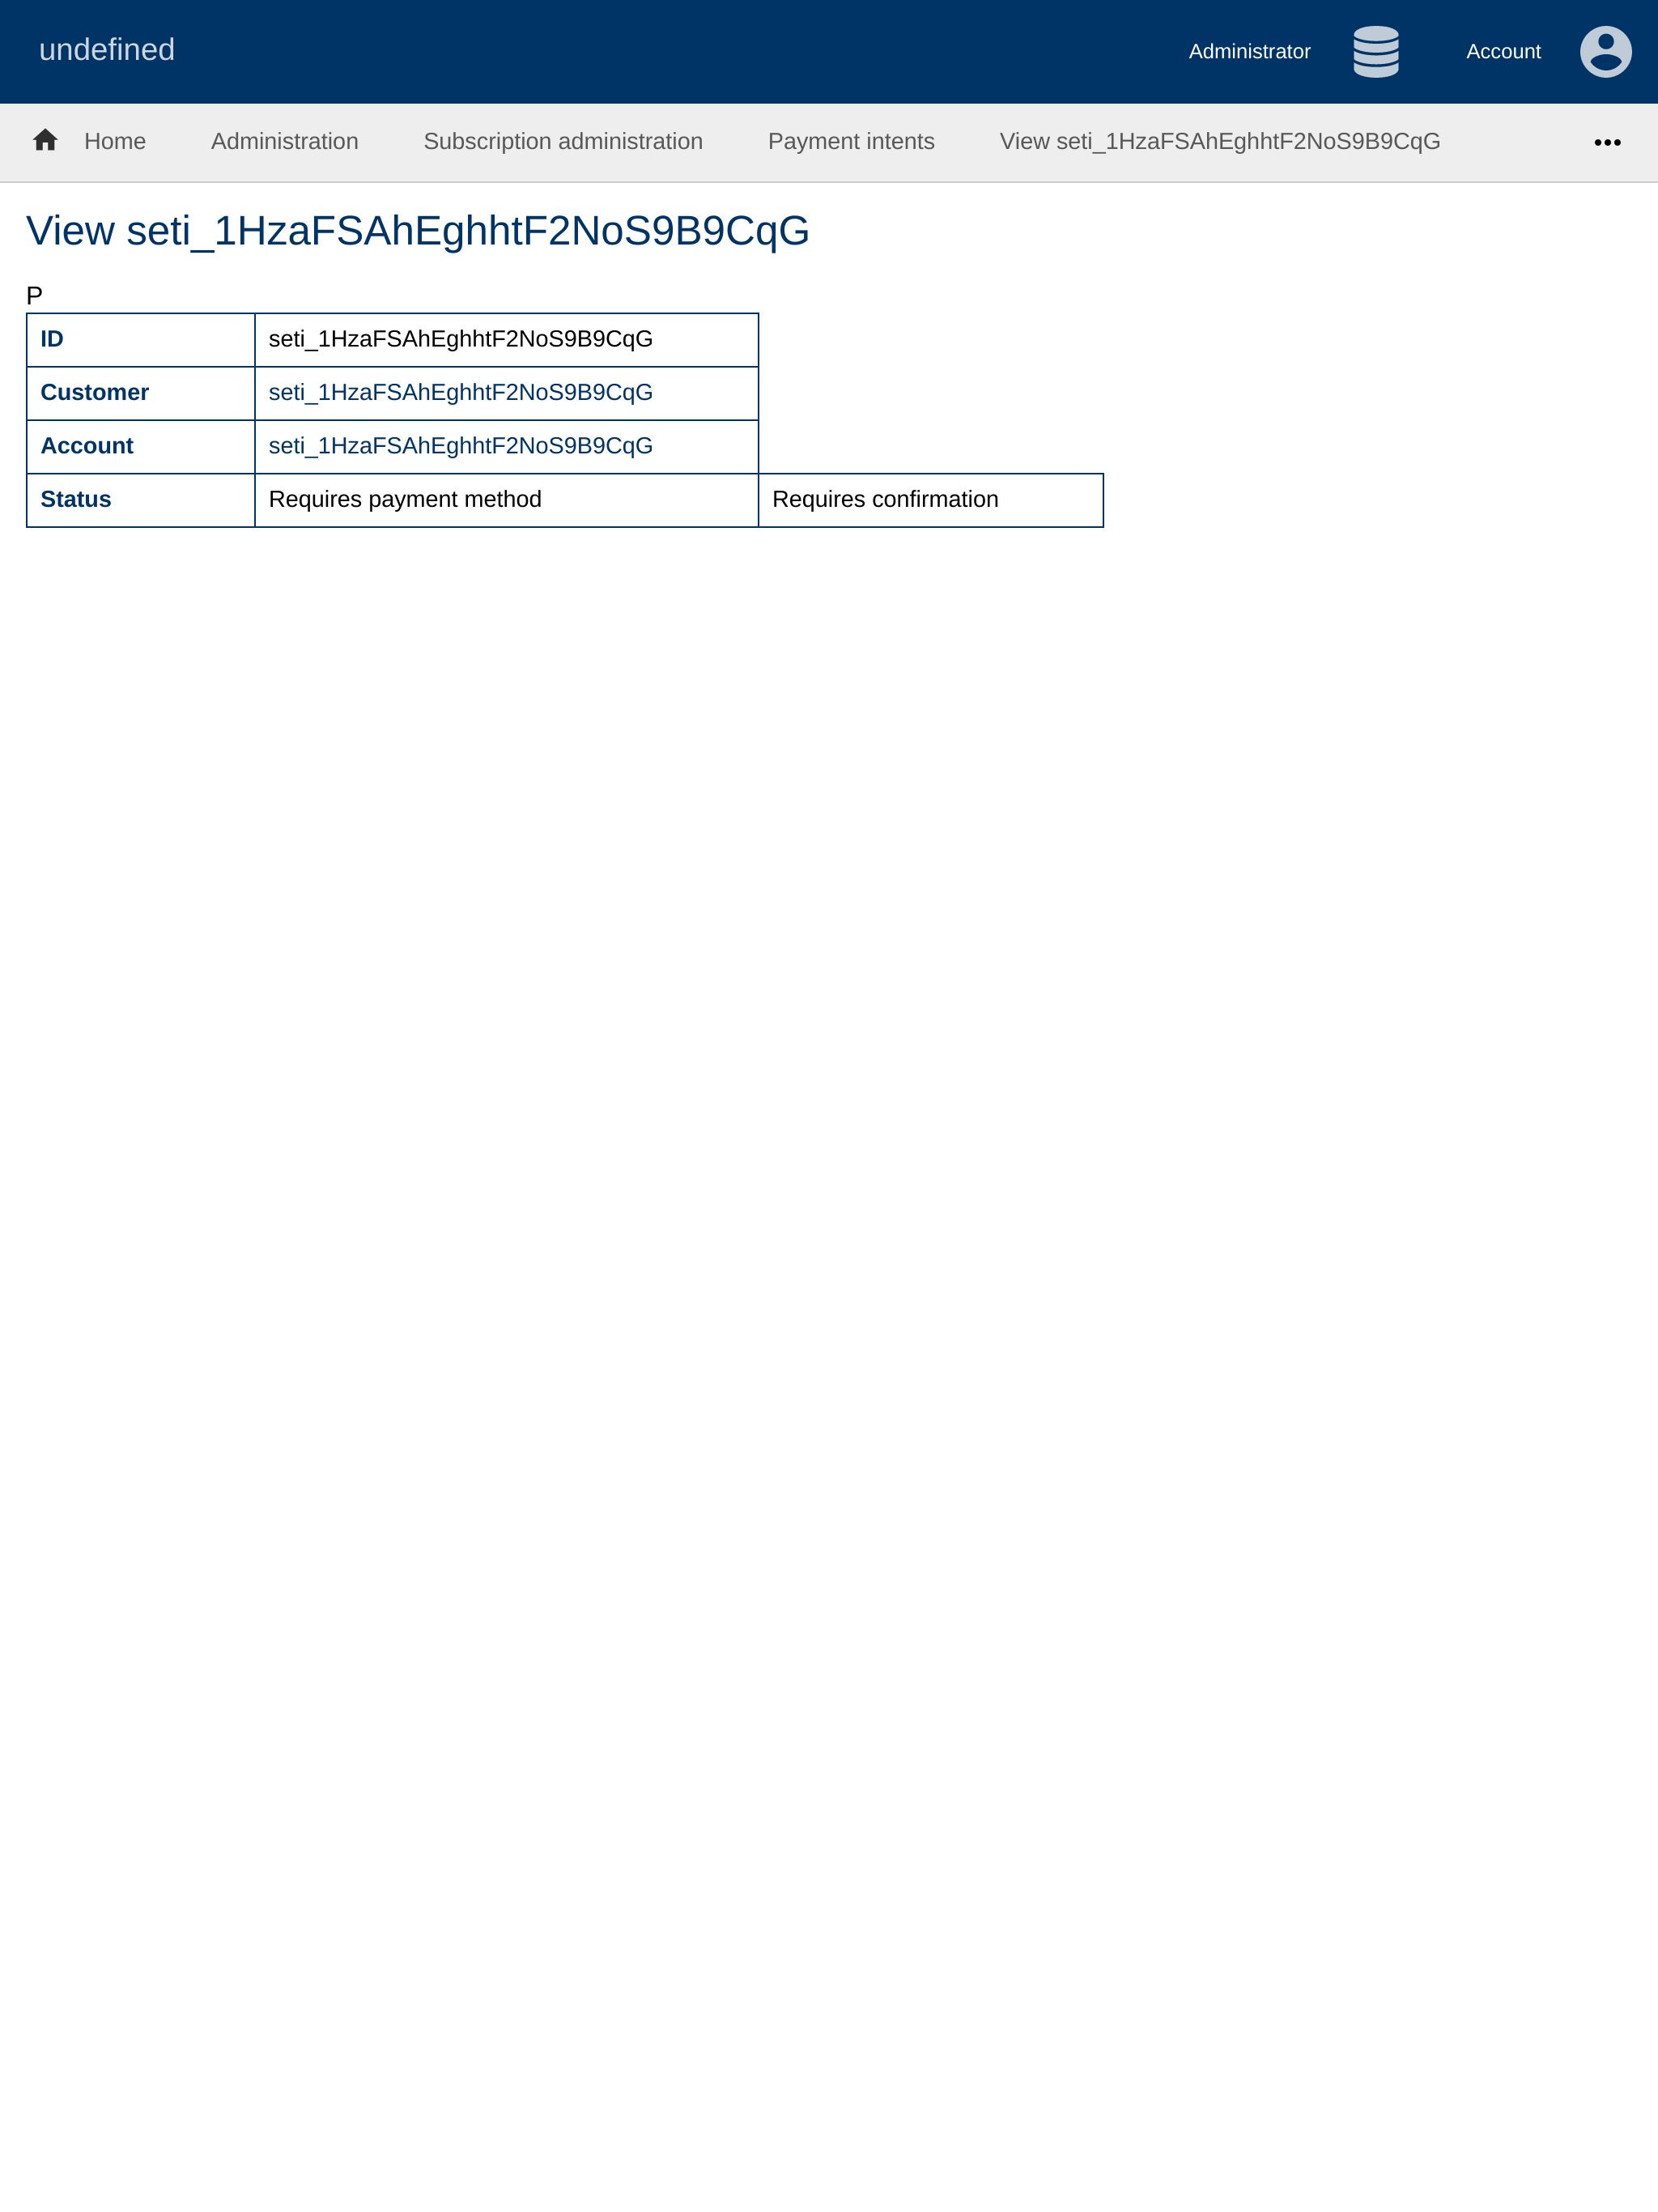 undefined
Administrator Account
Home Administration Subscription administration Payment intents View seti_1HzaFSAhEghhtF2NoS9B9CqG
View seti_1HzaFSAhEghhtF2NoS9B9CqG
P
ID seti_1HzaFSAhEghhtF2NoS9B9CqG
Customer seti_1HzaFSAhEghhtF2NoS9B9CqG
Account seti_1HzaFSAhEghhtF2NoS9B9CqG
Status Requires payment method Requires confirmation